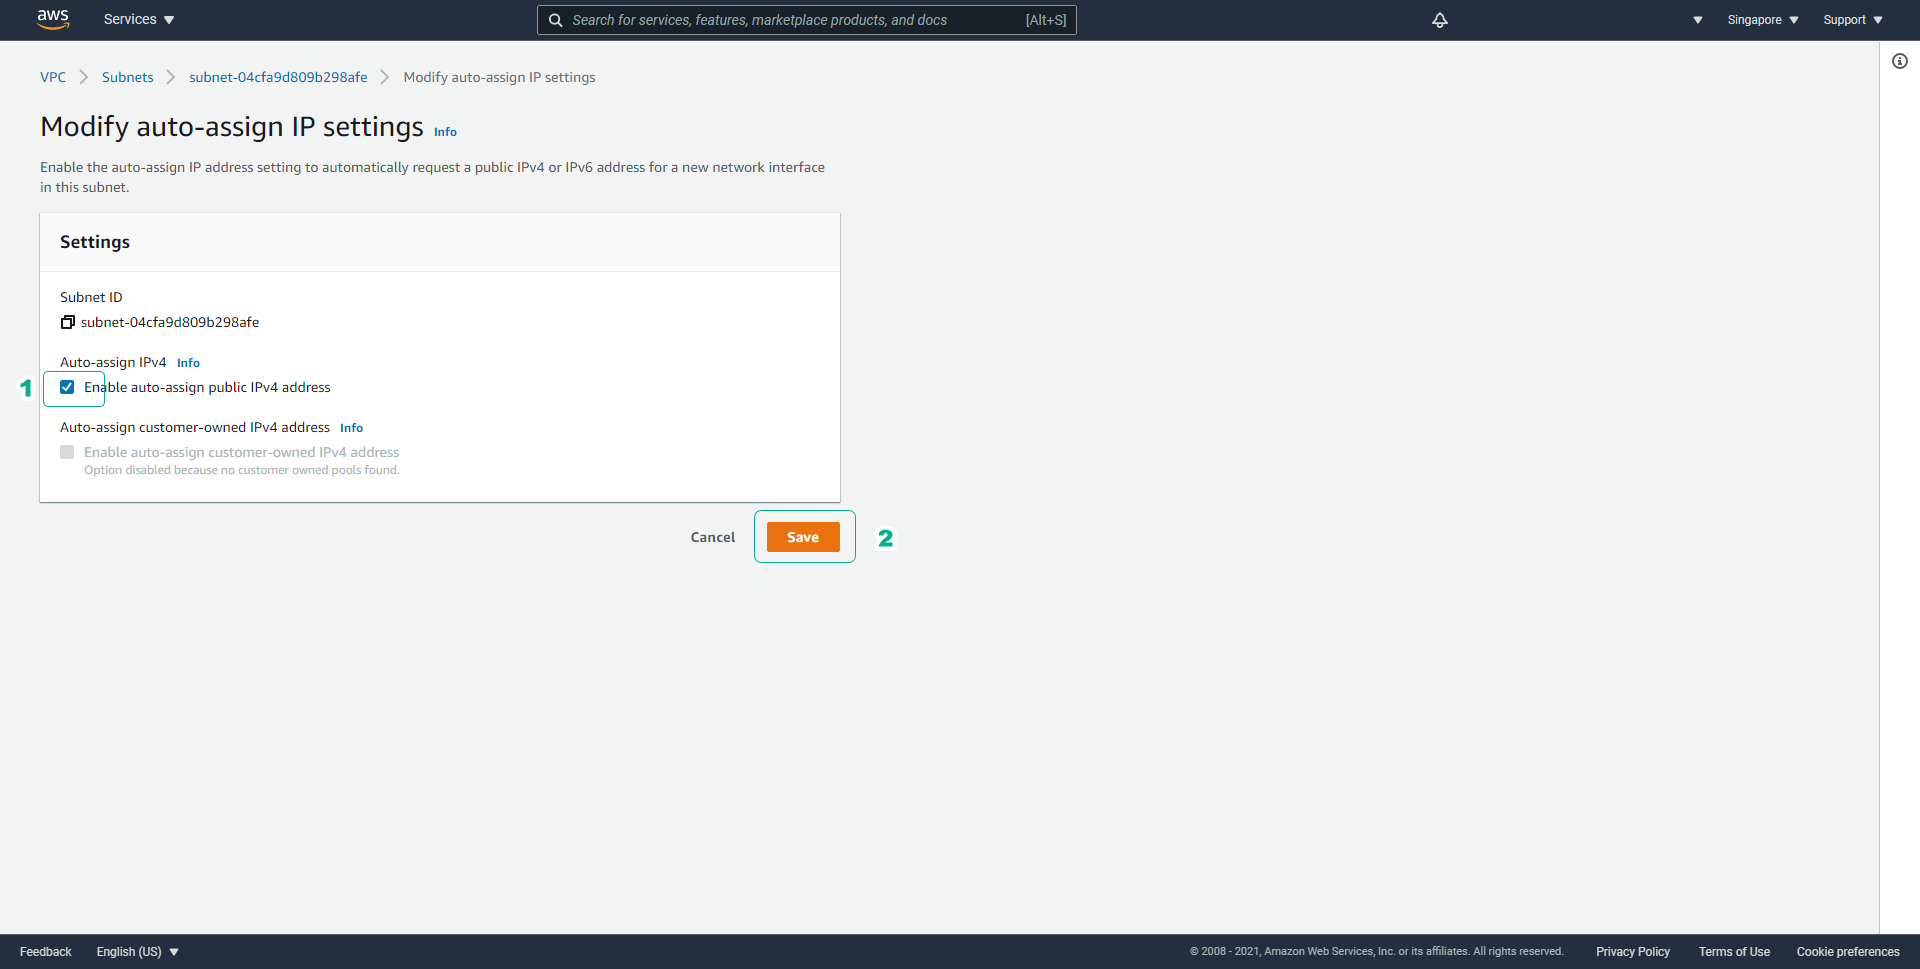 aws
Services
Search for services, features, marketplace products, and docs [Alt+S]
Singapore
Support
VPC Subnets subnet-04cfa9d809b298afe Modify auto-assign IP settings
Modify auto-assign IP settings Info
Enable the auto-assign IP address setting to automatically request a public IPv4 or IPv6 address for a new network interface
in this subnet.
Settings
Subnet ID
subnet-04cfa9d809b298afe
Auto-assign IPv4 Info
1 Enable auto-assign public IPv4 address
Auto-assign customer-owned IPv4 address Info
Enable auto-assign customer-owned IPv4 address
Option disabled because no customer owned pools found.
Cancel Save 2
Feedback English (US) © 2008 - 2021, Amazon Web Services, Inc. or its affiliates. All rights reserved. Privacy Policy Terms of Use Cookie preferences